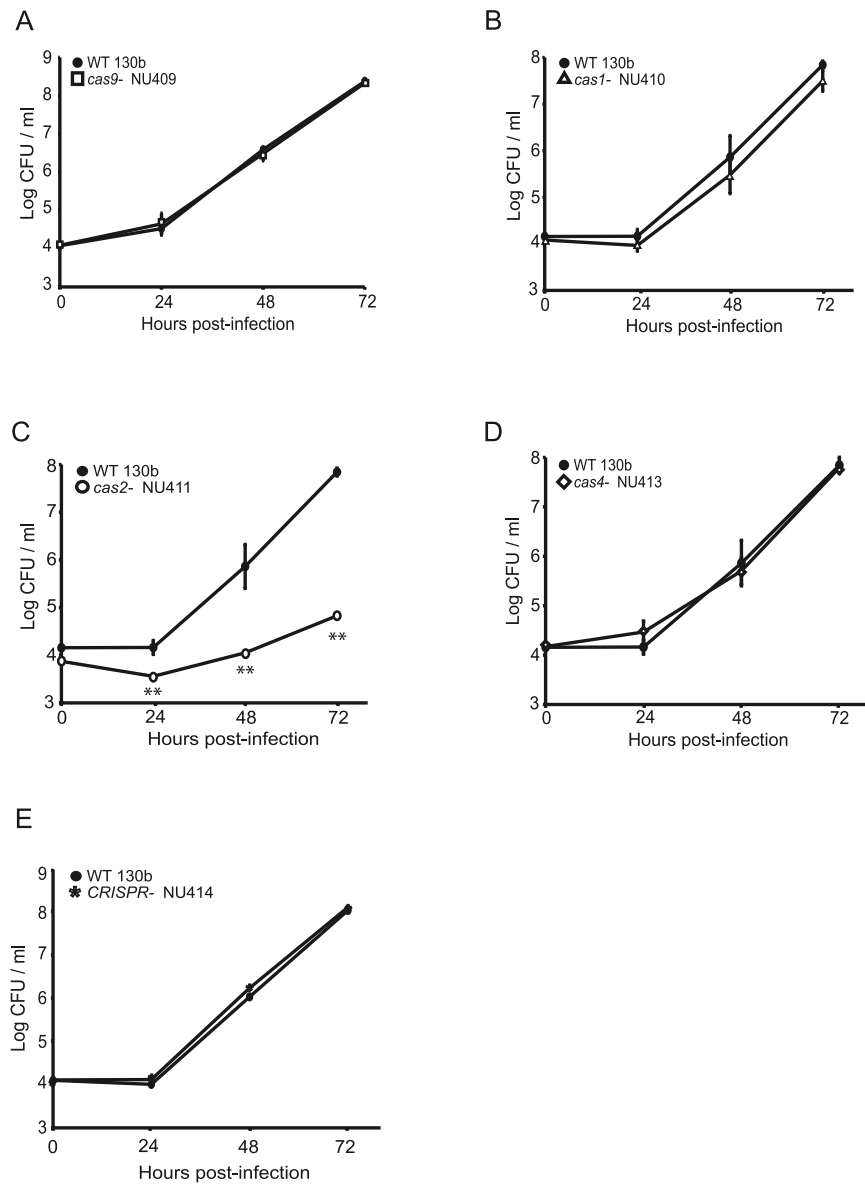 A
WT 130b
cas9- NU409
9
8
7
6
5
4
3
Log CFU / ml
0 24 48 72
Hours post-infection
B
WT 130b
cas1- NU410
8
7
6
5
4
3
Log CFU / ml
0 24 48 72
Hours post-infection
C
WT 130b
cas2- NU411
8
7
6
5
4
3
Log CFU / ml
** ** **
0 24 48 72
Hours post-infection
D
WT 130b
cas4- NU413
8
7
6
5
4
3
Log CFU / ml
0 24 48 72
Hours post-infection
E
WT 130b
CRISPR- NU414
9
8
7
6
5
4
3
Log CFU / ml
0 24 48 72
Hours post-infection